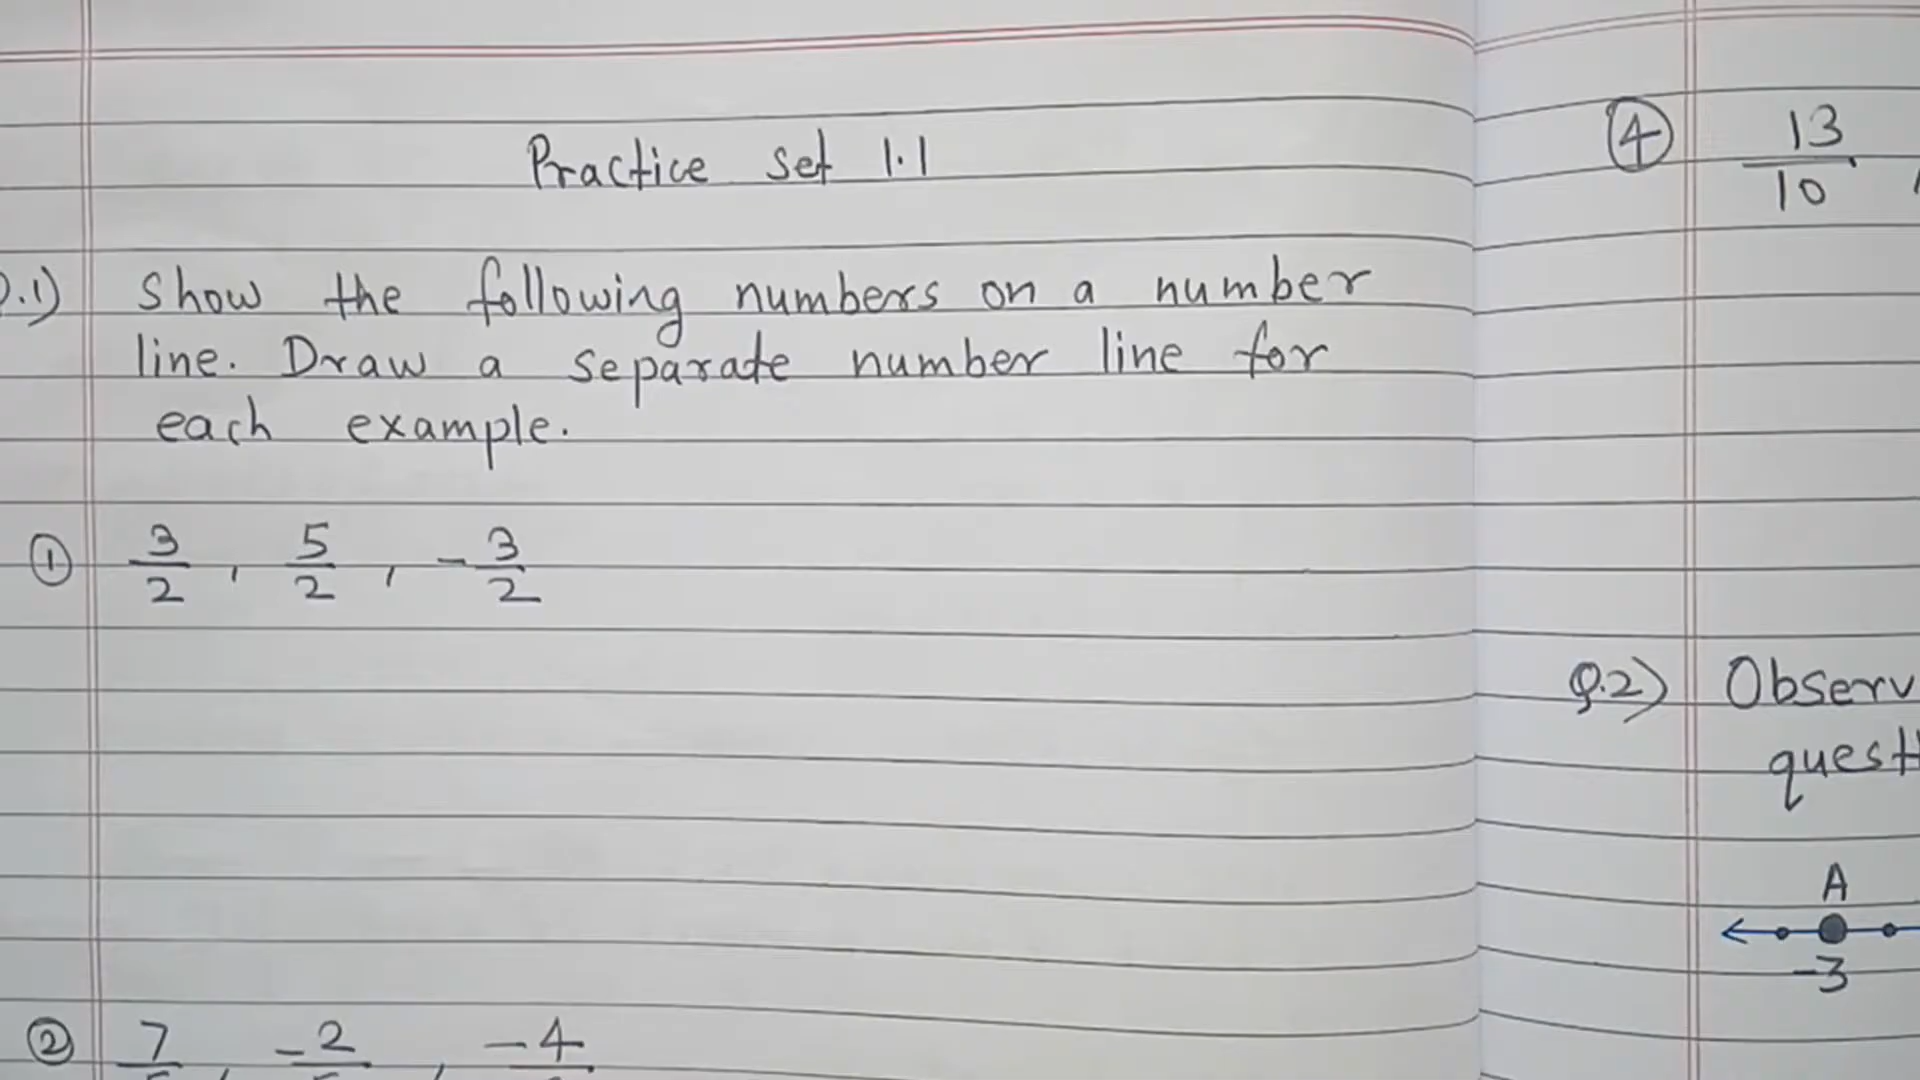 Practice set 1.1
.1) Show the following numbers on a number
line. Draw a separate number line for
each example.
① 3/2, 5/2, -3/2
② 7 , -2 , -4
④ 13/10 ,
Q.2) Observ
quest
A
-3